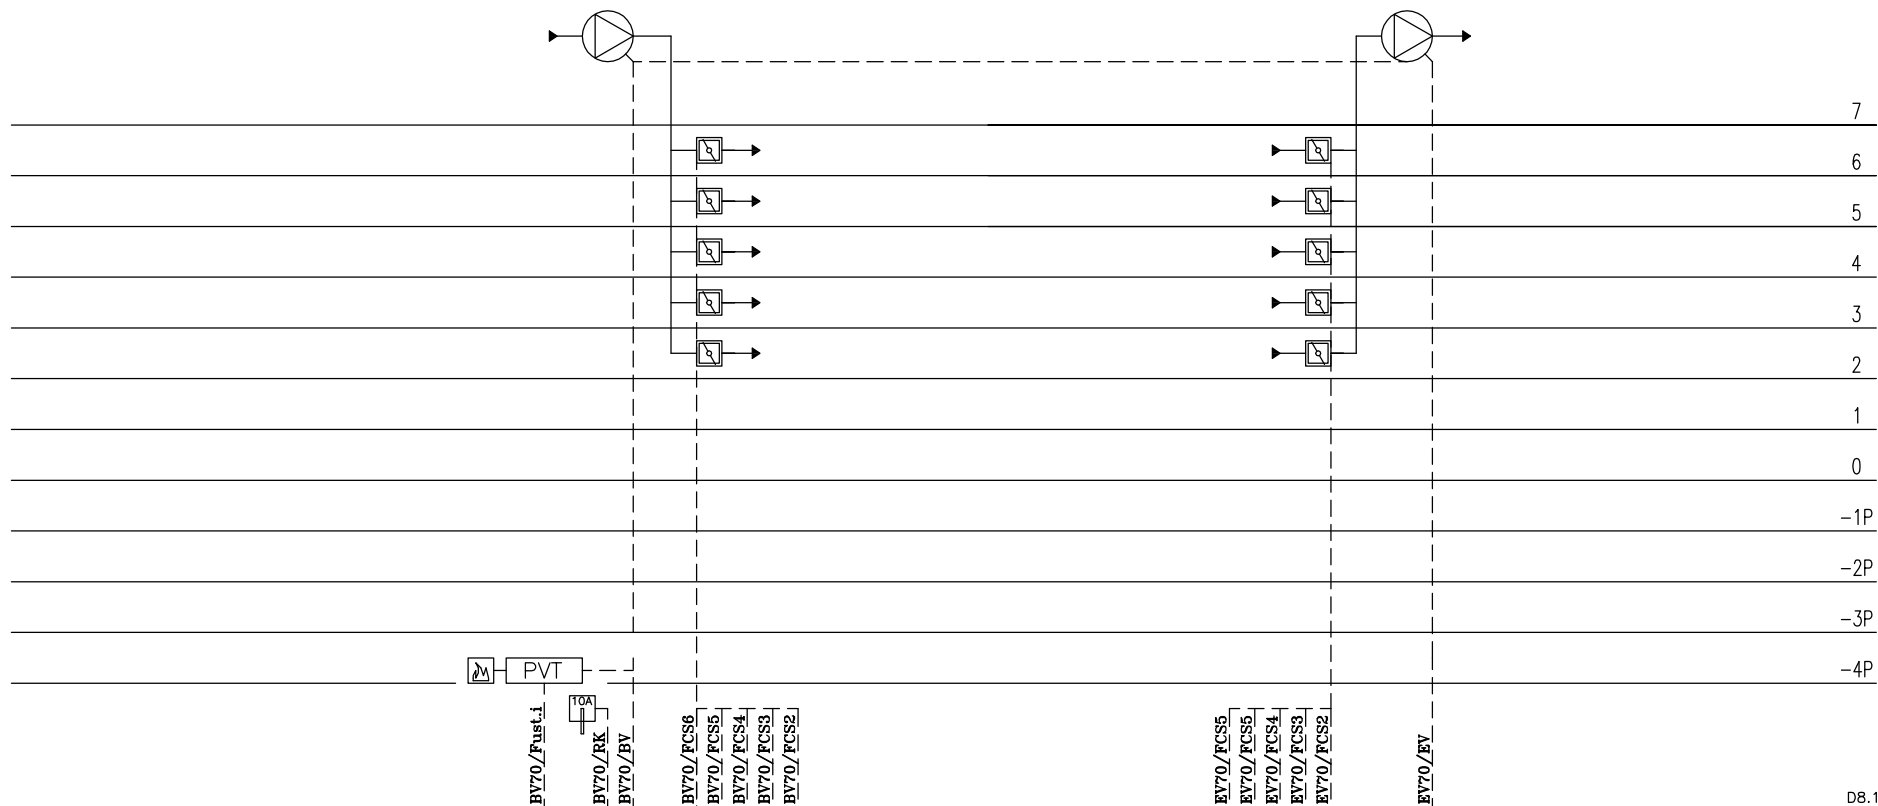 7
6
5
4
3
2
1
0
-1P
-2P
-3P
-4P
PVT
10A
BV70/Fust.i
BV70/RK
BV70/BV
BV70/FCS6
BV70/FCS5
BV70/FCS4
BV70/FCS3
BV70/FCS2
EV70/FCS5
EV70/FCS5
EV70/FCS4
EV70/FCS3
EV70/FCS2
EV70/EV
D8.1